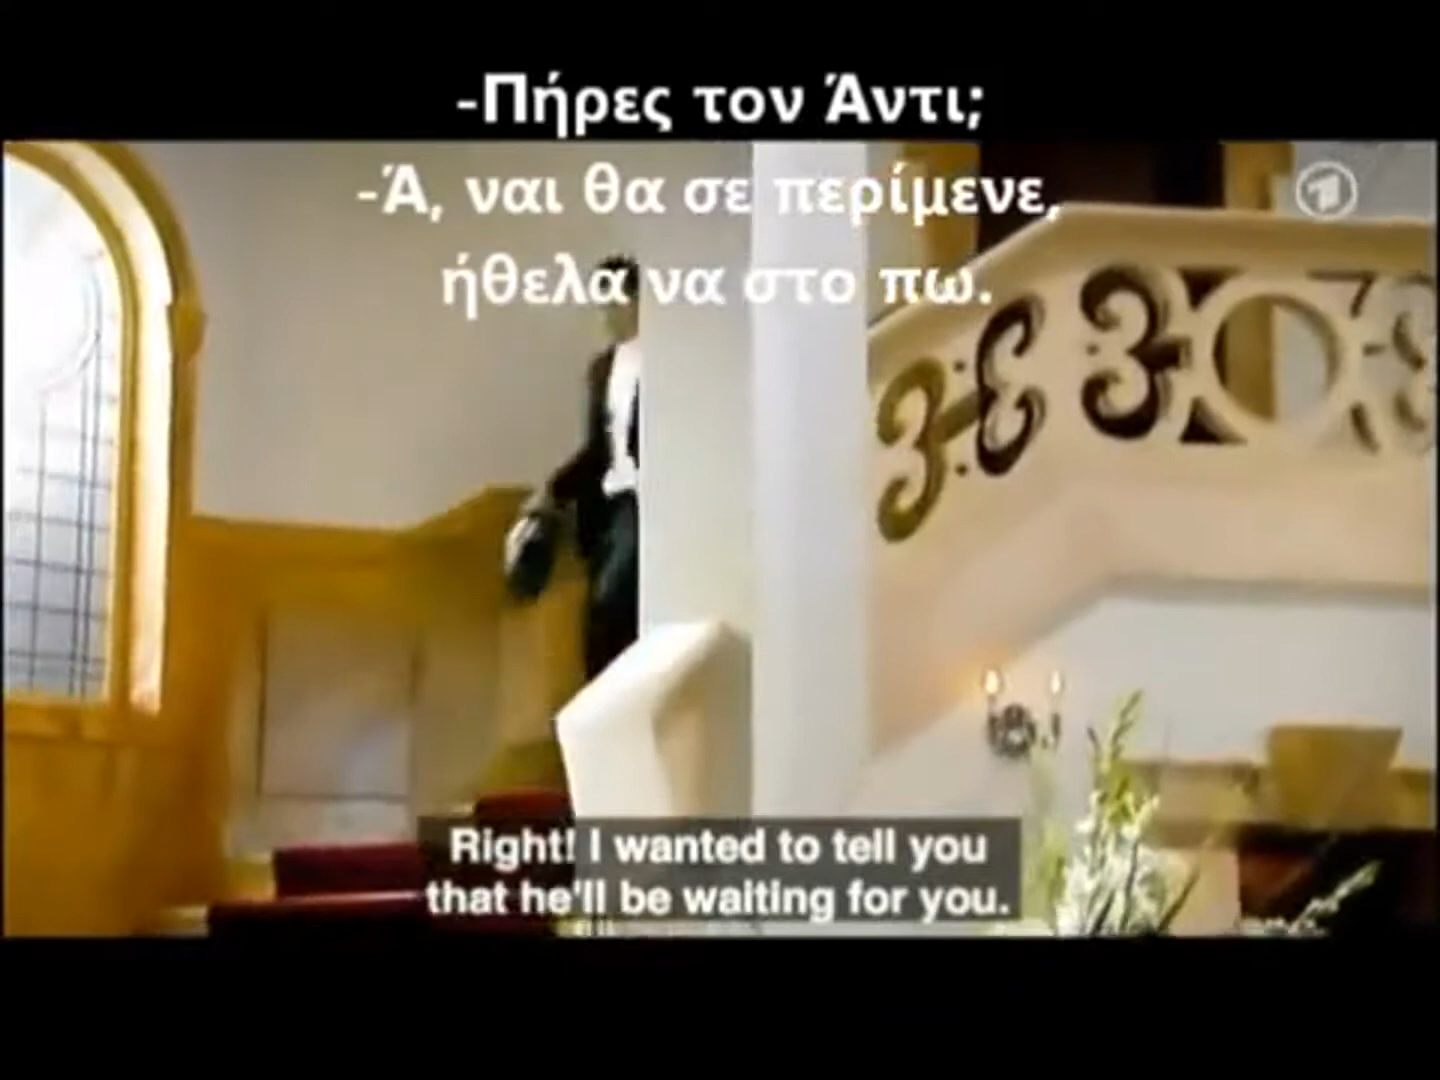 -Πήρες τον Άντι;
-Ά, ναι θα σε περίμενε,
ήθελα να στο πω.
Right! I wanted to tell you
that he'll be waiting for you.